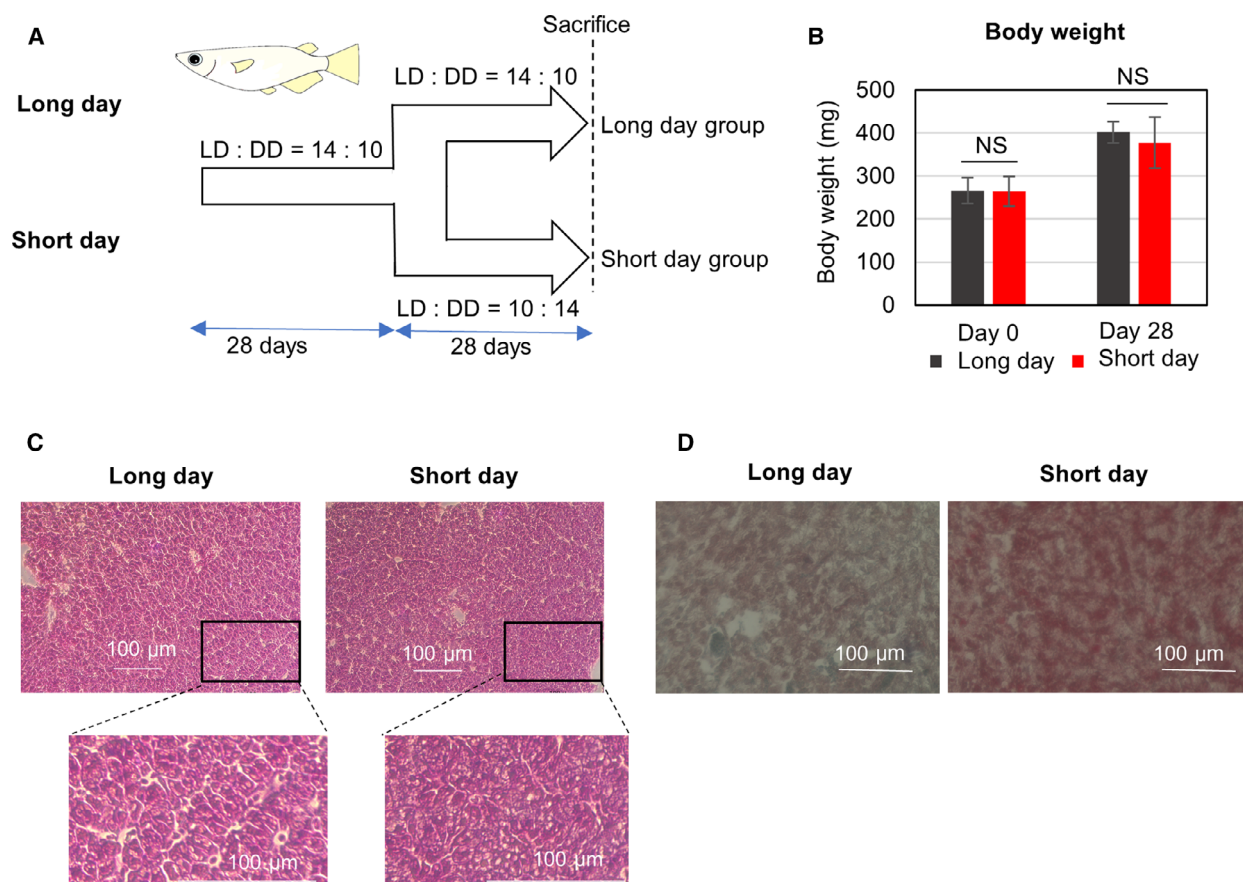 A
Sacrifice
LD : DD = 14 : 10
Long day
Long day group
LD : DD = 14 : 10
Short day
Short day group
LD : DD = 10 : 14
28 days
28 days
B
Body weight
NS
NS
Body weight (mg)
500
400
300
200
100
0
Day 0
Day 28
Long day
Short day
C
Long day
Short day
100 µm
100 µm
100 µm
100 µm
D
Long day
Short day
100 µm
100 µm